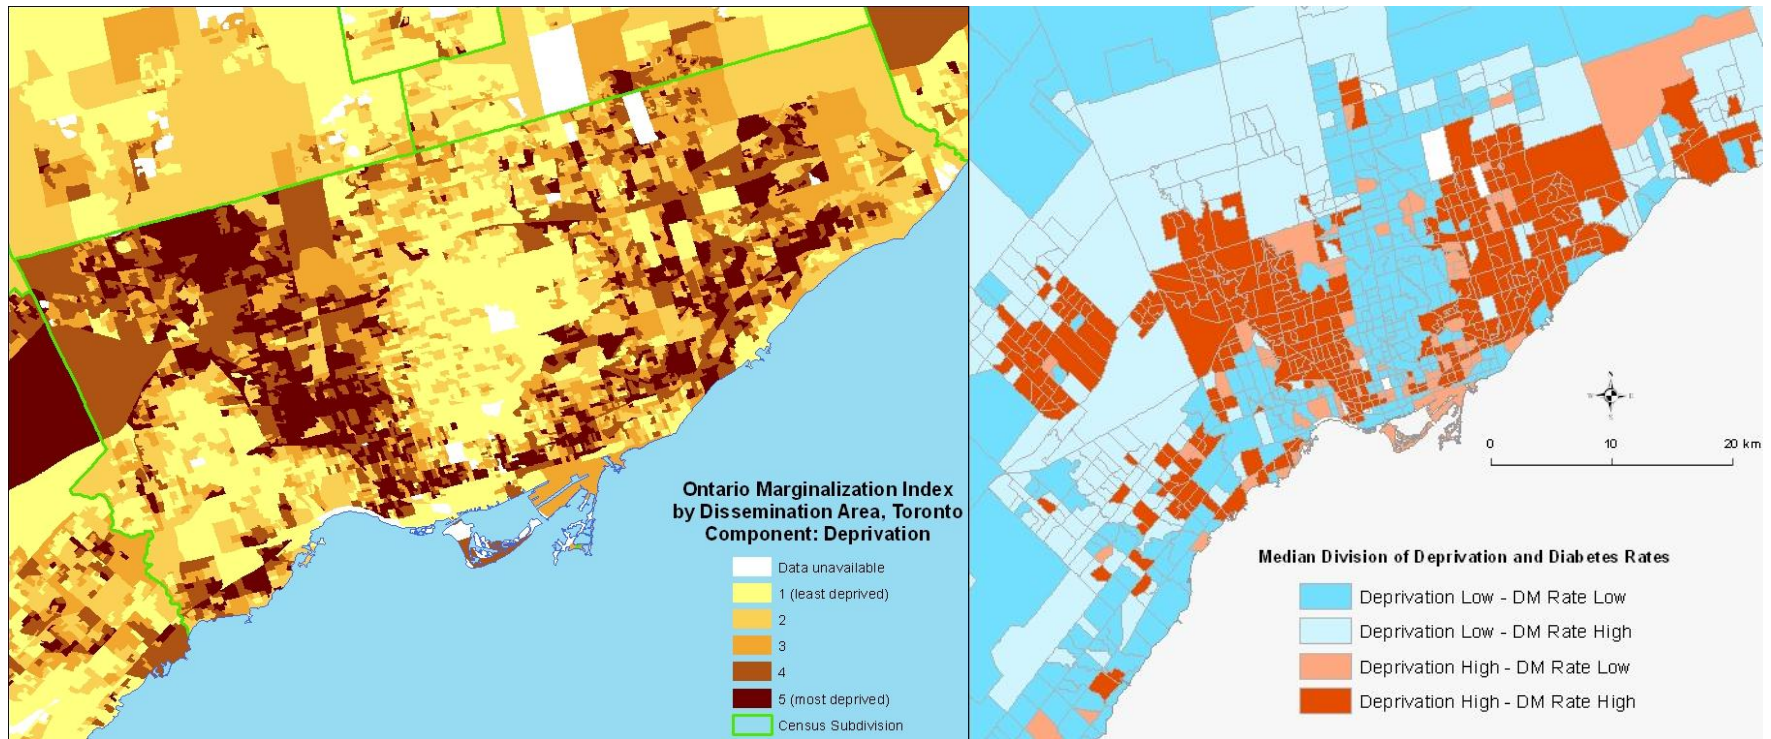 Ontario Marginalization Index
by Dissemination Area, Toronto
Component: Deprivation
Data unavailable
1 (least deprived)
2
3
4
5 (most deprived)
Census Subdivision
N
W E
S
0 10 20 km
Median Division of Deprivation and Diabetes Rates
Deprivation Low - DM Rate Low
Deprivation Low - DM Rate High
Deprivation High - DM Rate Low
Deprivation High - DM Rate High